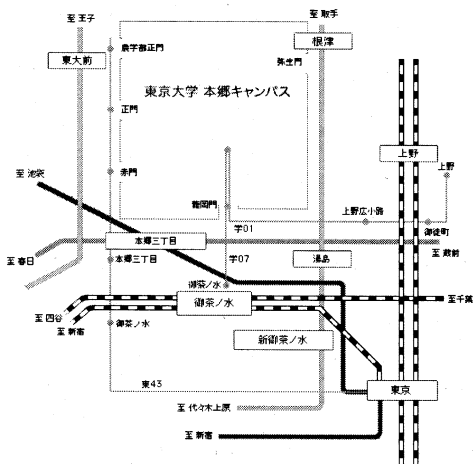 至 王子
至 取手
農学部正門
根津
東大前
弥生門
東京大学 本郷キャンパス
正門
上野
上野
赤門
至 池袋
龍岡門
上野広小路
学01
御徒町
本郷三丁目
至 蔵前
至 春日
本郷三丁目
学07
湯島
御茶ノ水
御茶ノ水
至 千葉
至 四谷
至 新宿
御茶ノ水
新御茶ノ水
東43
東京
至 代々木上原
至 新宿